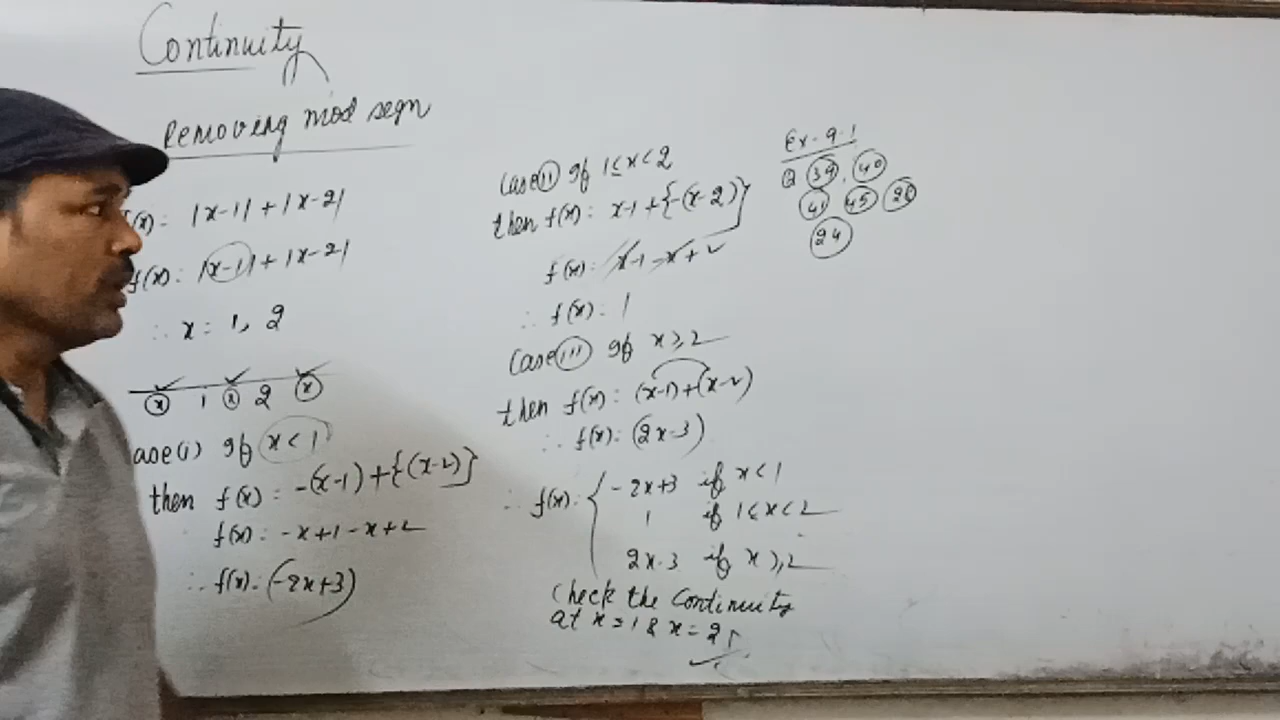 Continuity
Removing mod segn
f(x): |x-1| + |x-2|
f(x): |x-1| + |x-2|
∴ x = 1, 2
x 1 x 2 x
ase(i) If x < 1
then f(x) = -(x-1)+{(x-2)}
f(x): -x+1-x+2
∴ f(x): (-2x+3)
Case(ii) If 1≤x<2
then f(x): x-1+{-(x-2)}
f(x): x-1-x+2
∴ f(x): 1
Case(iii) If x≥2
then f(x): (x-1)+(x-2)
∴ f(x): (2x-3)
∴ f(x): { -2x+3 if x<1
1 if 1≤x<2
2x-3 if x≥2
Check the Continuity
at x=1 & x=2
Ex-9.1
Q 39, 40
41 45
24